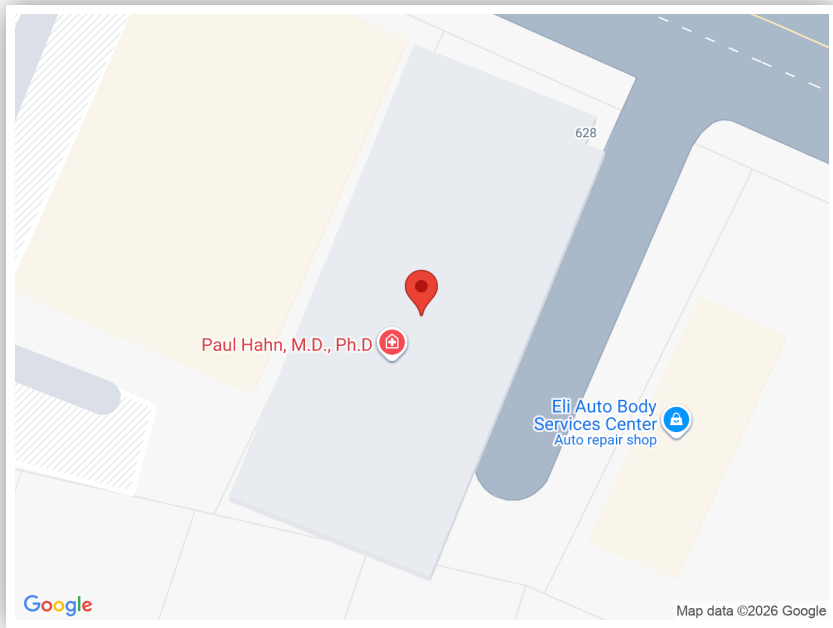 628
Paul Hahn, M.D., Ph.D
Eli Auto Body
Services Center
Auto repair shop
Google
Map data ©2026 Google